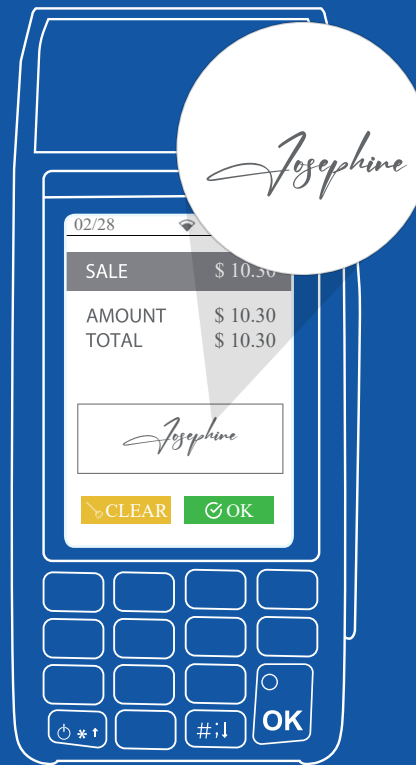 Josephine
02/28
SALE $ 10.30
AMOUNT $ 10.30
TOTAL $ 10.30
Josephine
CLEAR OK
* #;
OK